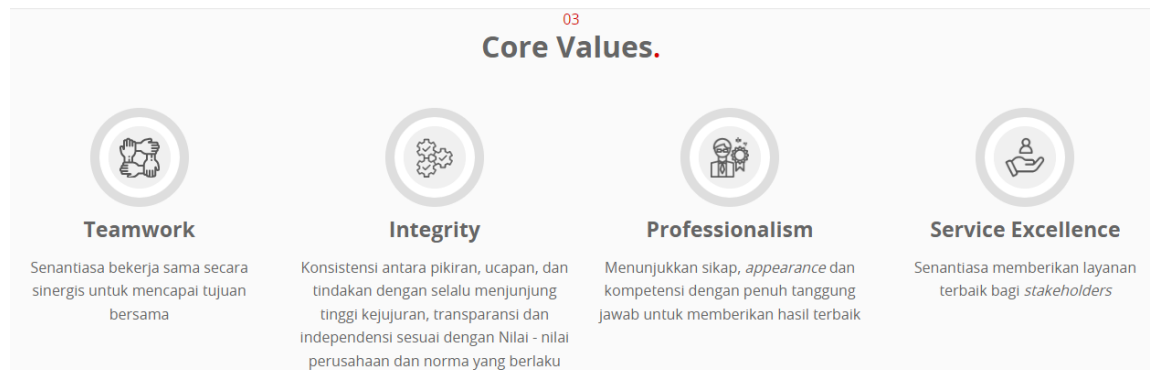 03
Core Values.
Teamwork
Senantiasa bekerja sama secara
sinergis untuk mencapai tujuan
bersama
Integrity
Konsistensi antara pikiran, ucapan, dan
tindakan dengan selalu menjunjung
tinggi kejujuran, transparansi dan
independensi sesuai dengan Nilai - nilai
perusahaan dan norma yang berlaku
Professionalism
Menunjukkan sikap, appearance dan
kompetensi dengan penuh tanggung
jawab untuk memberikan hasil terbaik
Service Excellence
Senantiasa memberikan layanan
terbaik bagi stakeholders